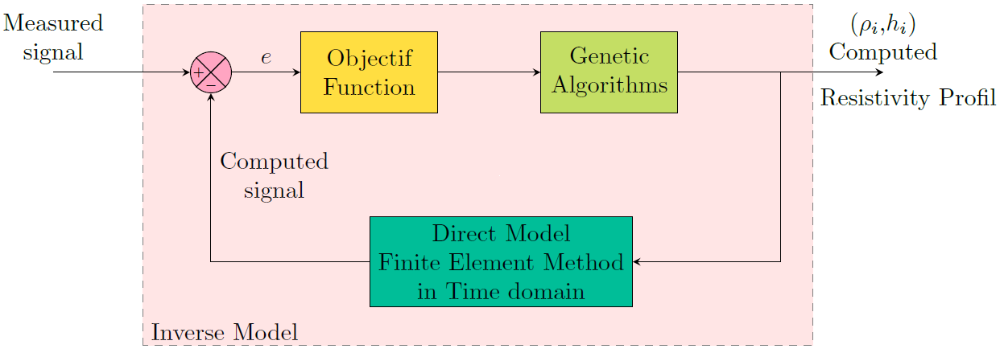 Measured
signal
+
−
e
Objectif
Function
Genetic
Algorithms
(ρᵢ,hᵢ)
Computed
Resistivity Profil
Computed
signal
Direct Model
Finite Element Method
in Time domain
Inverse Model